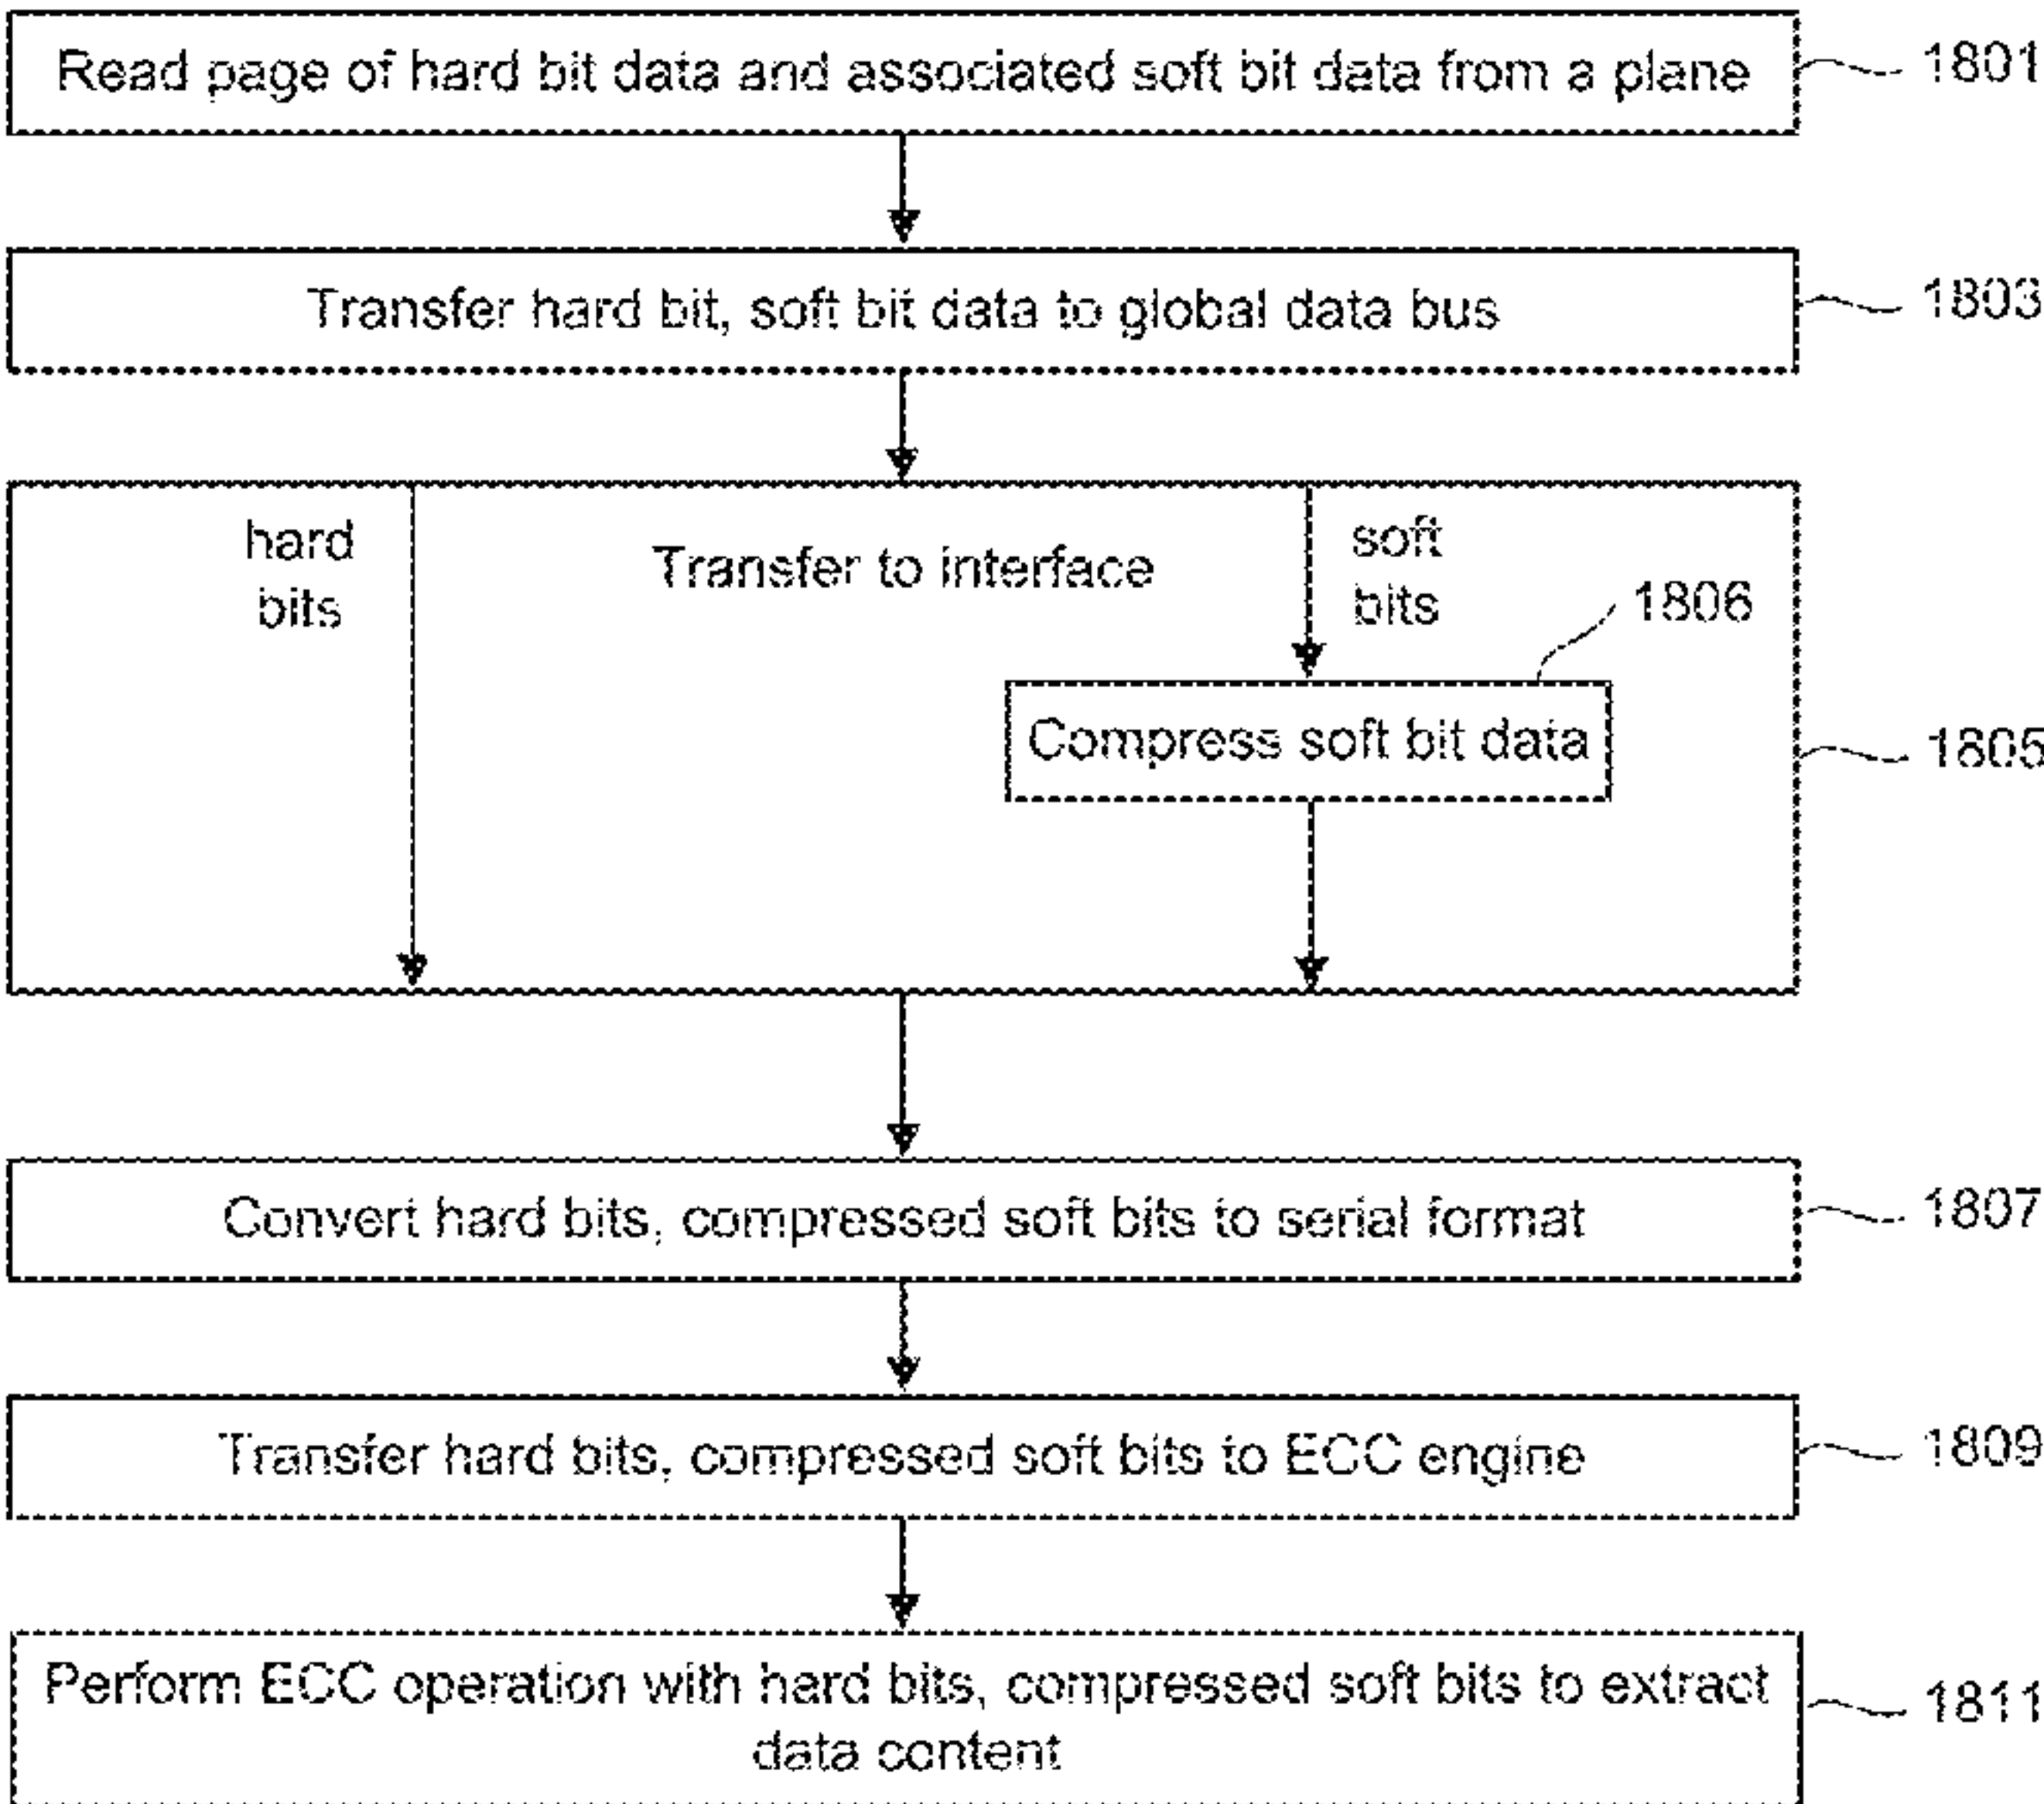 Read page of hard bit data and associated soft bit data from a plane
1801
Transfer hard bit, soft bit data to global data bus
1803
hard
bits
Transfer to interface
soft
bits
1806
Compress soft bit data
1805
Convert hard bits, compressed soft bits to serial format
1807
Transfer hard bits, compressed soft bits to ECC engine
1809
Perform ECC operation with hard bits, compressed soft bits to extract
data content
1811